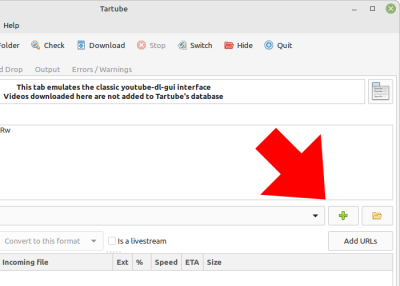 Tartube
Help
Folder Check Download Stop Switch Hide Quit
d Drop Output Errors / Warnings
This tab emulates the classic youtube-dl-gui interface
Videos downloaded here are not added to Tartube's database
Rw
Convert to this format Is a livestream Add URLs
Incoming file Ext % Speed ETA Size